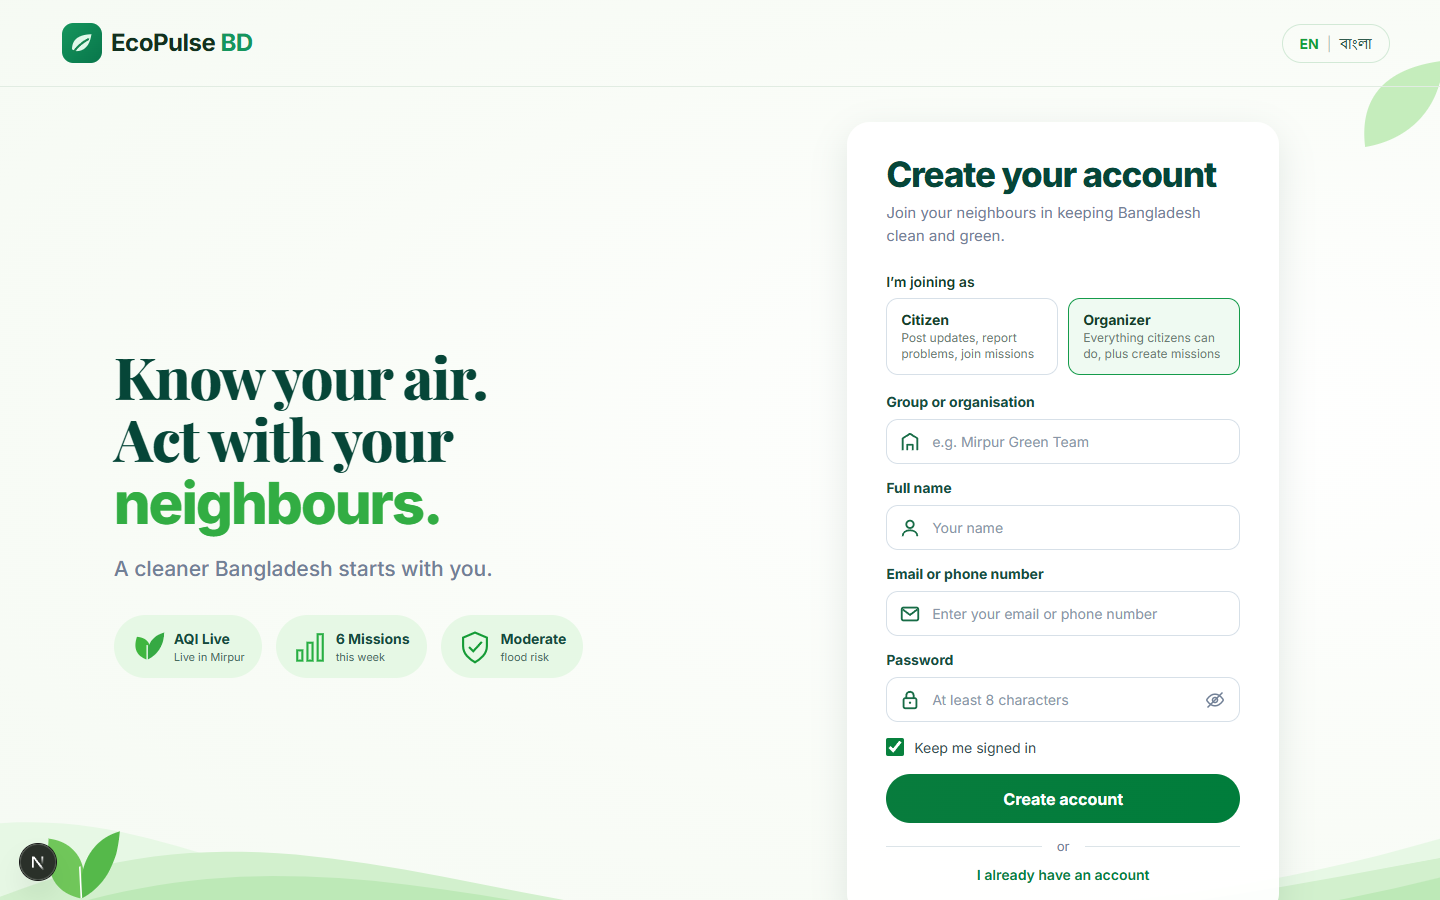 EcoPulse BD
EN | বাংলা
Know your air.
Act with your
neighbours.
A cleaner Bangladesh starts with you.
AQI Live
Live in Mirpur
6 Missions
this week
Moderate
flood risk
Create your account
Join your neighbours in keeping Bangladesh
clean and green.
I'm joining as
Citizen
Post updates, report
problems, join missions
Organizer
Everything citizens can
do, plus create missions
Group or organisation
e.g. Mirpur Green Team
Full name
Your name
Email or phone number
Enter your email or phone number
Password
At least 8 characters
Keep me signed in
Create account
or
I already have an account
N